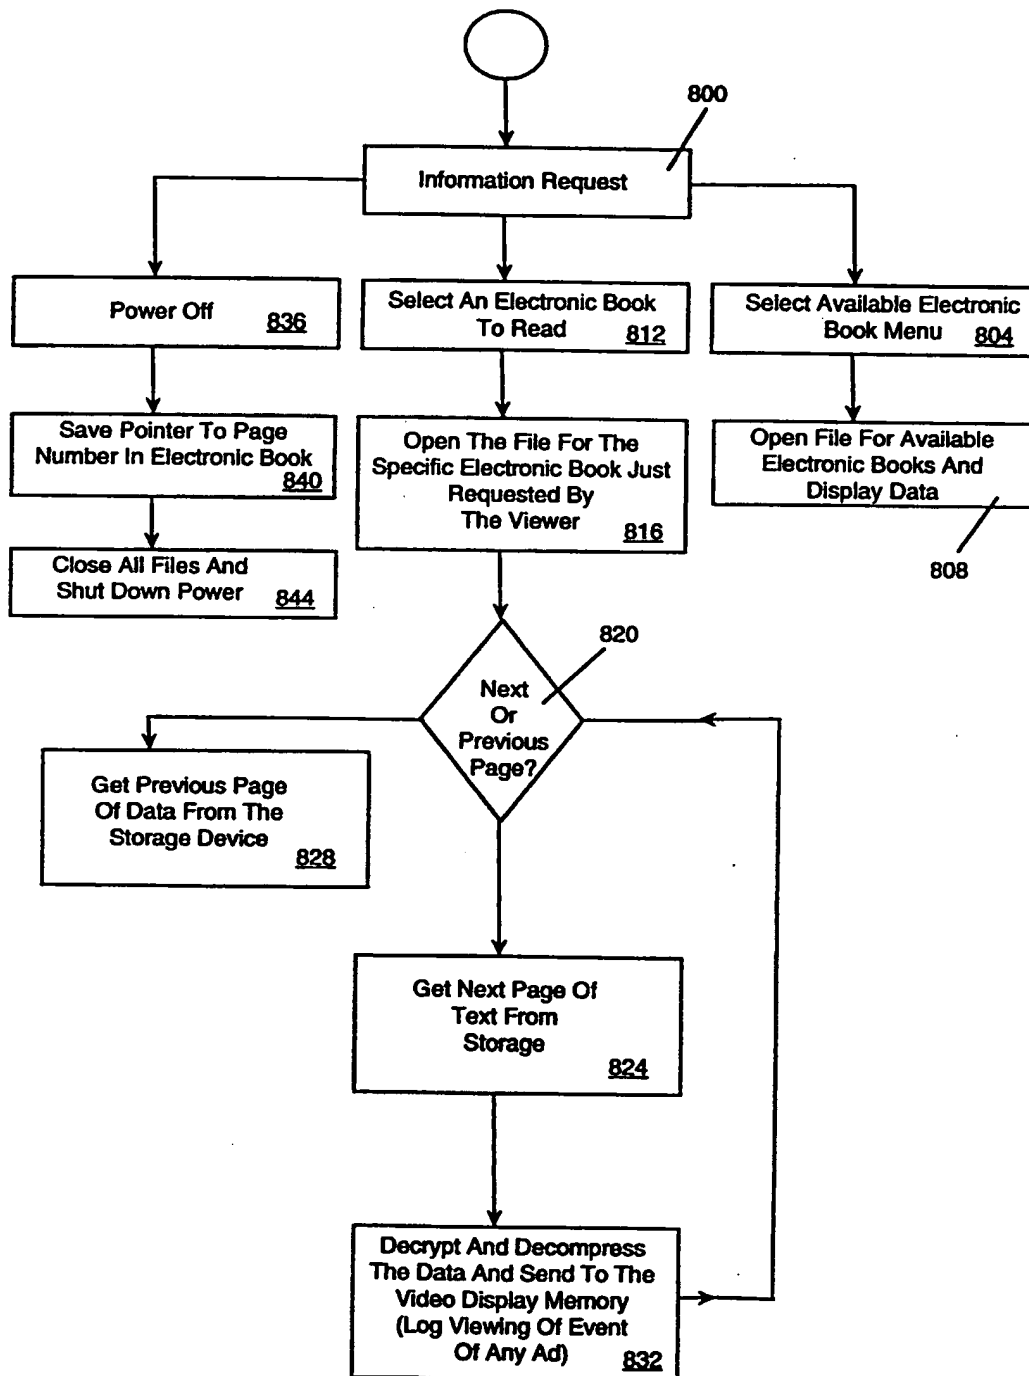 800
Information Request
Power Off
836
Select An Electronic Book
To Read
812
Select Available Electronic
Book Menu
804
Save Pointer To Page
Number In Electronic Book
840
Open The File For The
Specific Electronic Book Just
Requested By
The Viewer
816
Open File For Available
Electronic Books And
Display Data
808
Close All Files And
Shut Down Power
844
820
Next
Or
Previous
Page?
Get Previous Page
Of Data From The
Storage Device
828
Get Next Page Of
Text From
Storage
824
Decrypt And Decompress
The Data And Send To The
Video Display Memory
(Log Viewing Of Event
Of Any Ad)
832